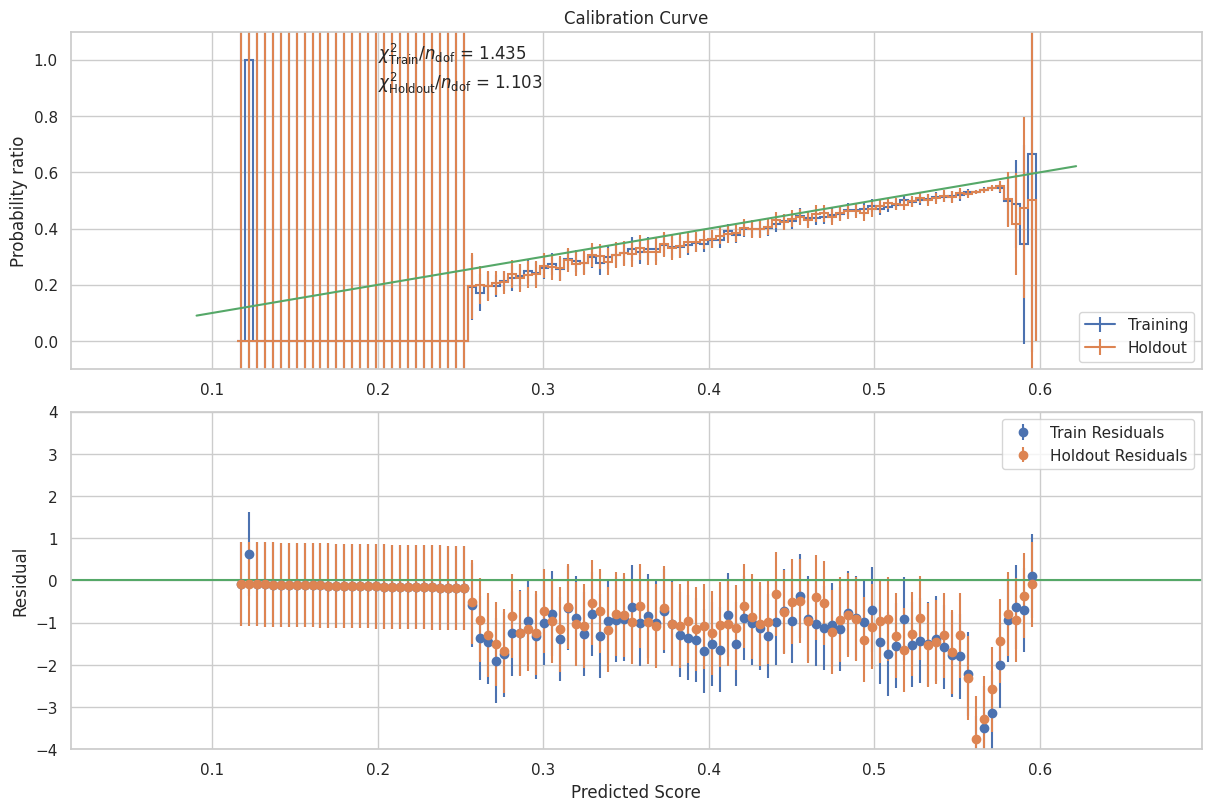 Calibration Curve
χ²Train/ndof = 1.435
χ²Holdout/ndof = 1.103
Probability ratio
1.0
0.8
0.6
0.4
0.2
0.0
Training
Holdout
0.1 0.2 0.3 0.4 0.5 0.6
Train Residuals
Holdout Residuals
Residual
4
3
2
1
0
−1
−2
−3
−4
0.1 0.2 0.3 0.4 0.5 0.6
Predicted Score